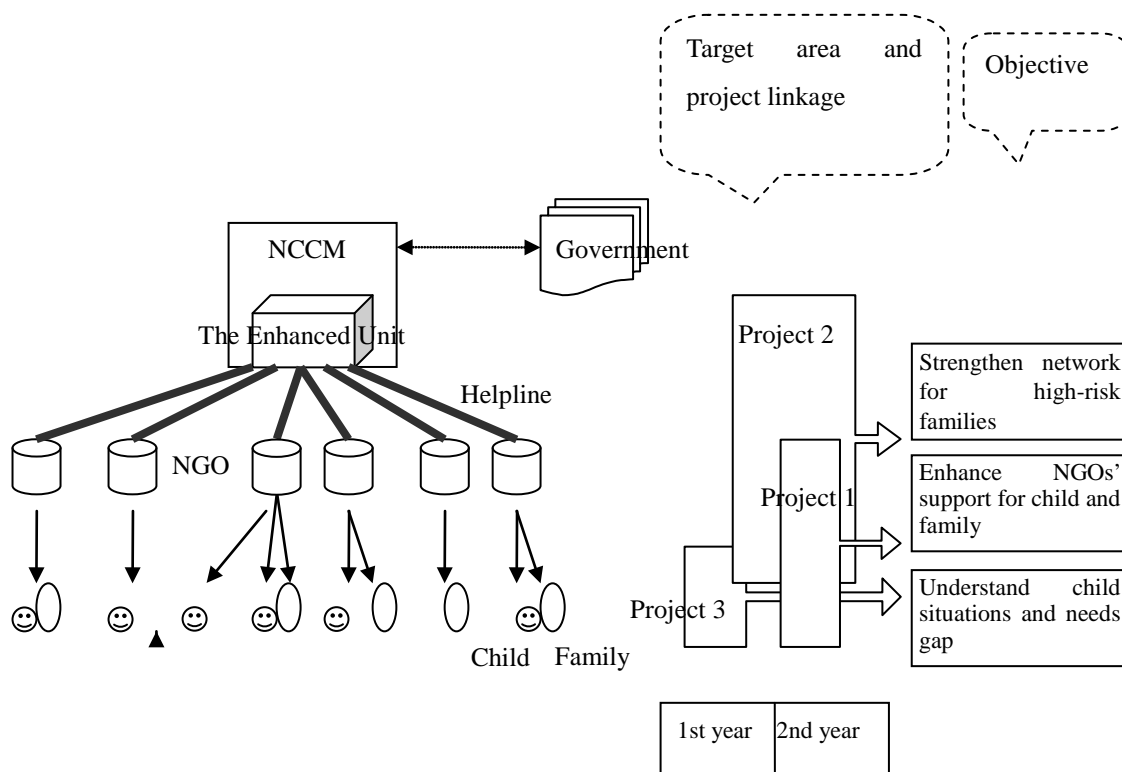 Target area and
project linkage
Objective
NCCM
Government
The Enhanced Unit
Helpline
NGO
Child Family
Project 2
Project 1
Project 3
Strengthen network
for high-risk
families
Enhance NGOs'
support for child and
family
Understand child
situations and needs
gap
1st year
2nd year